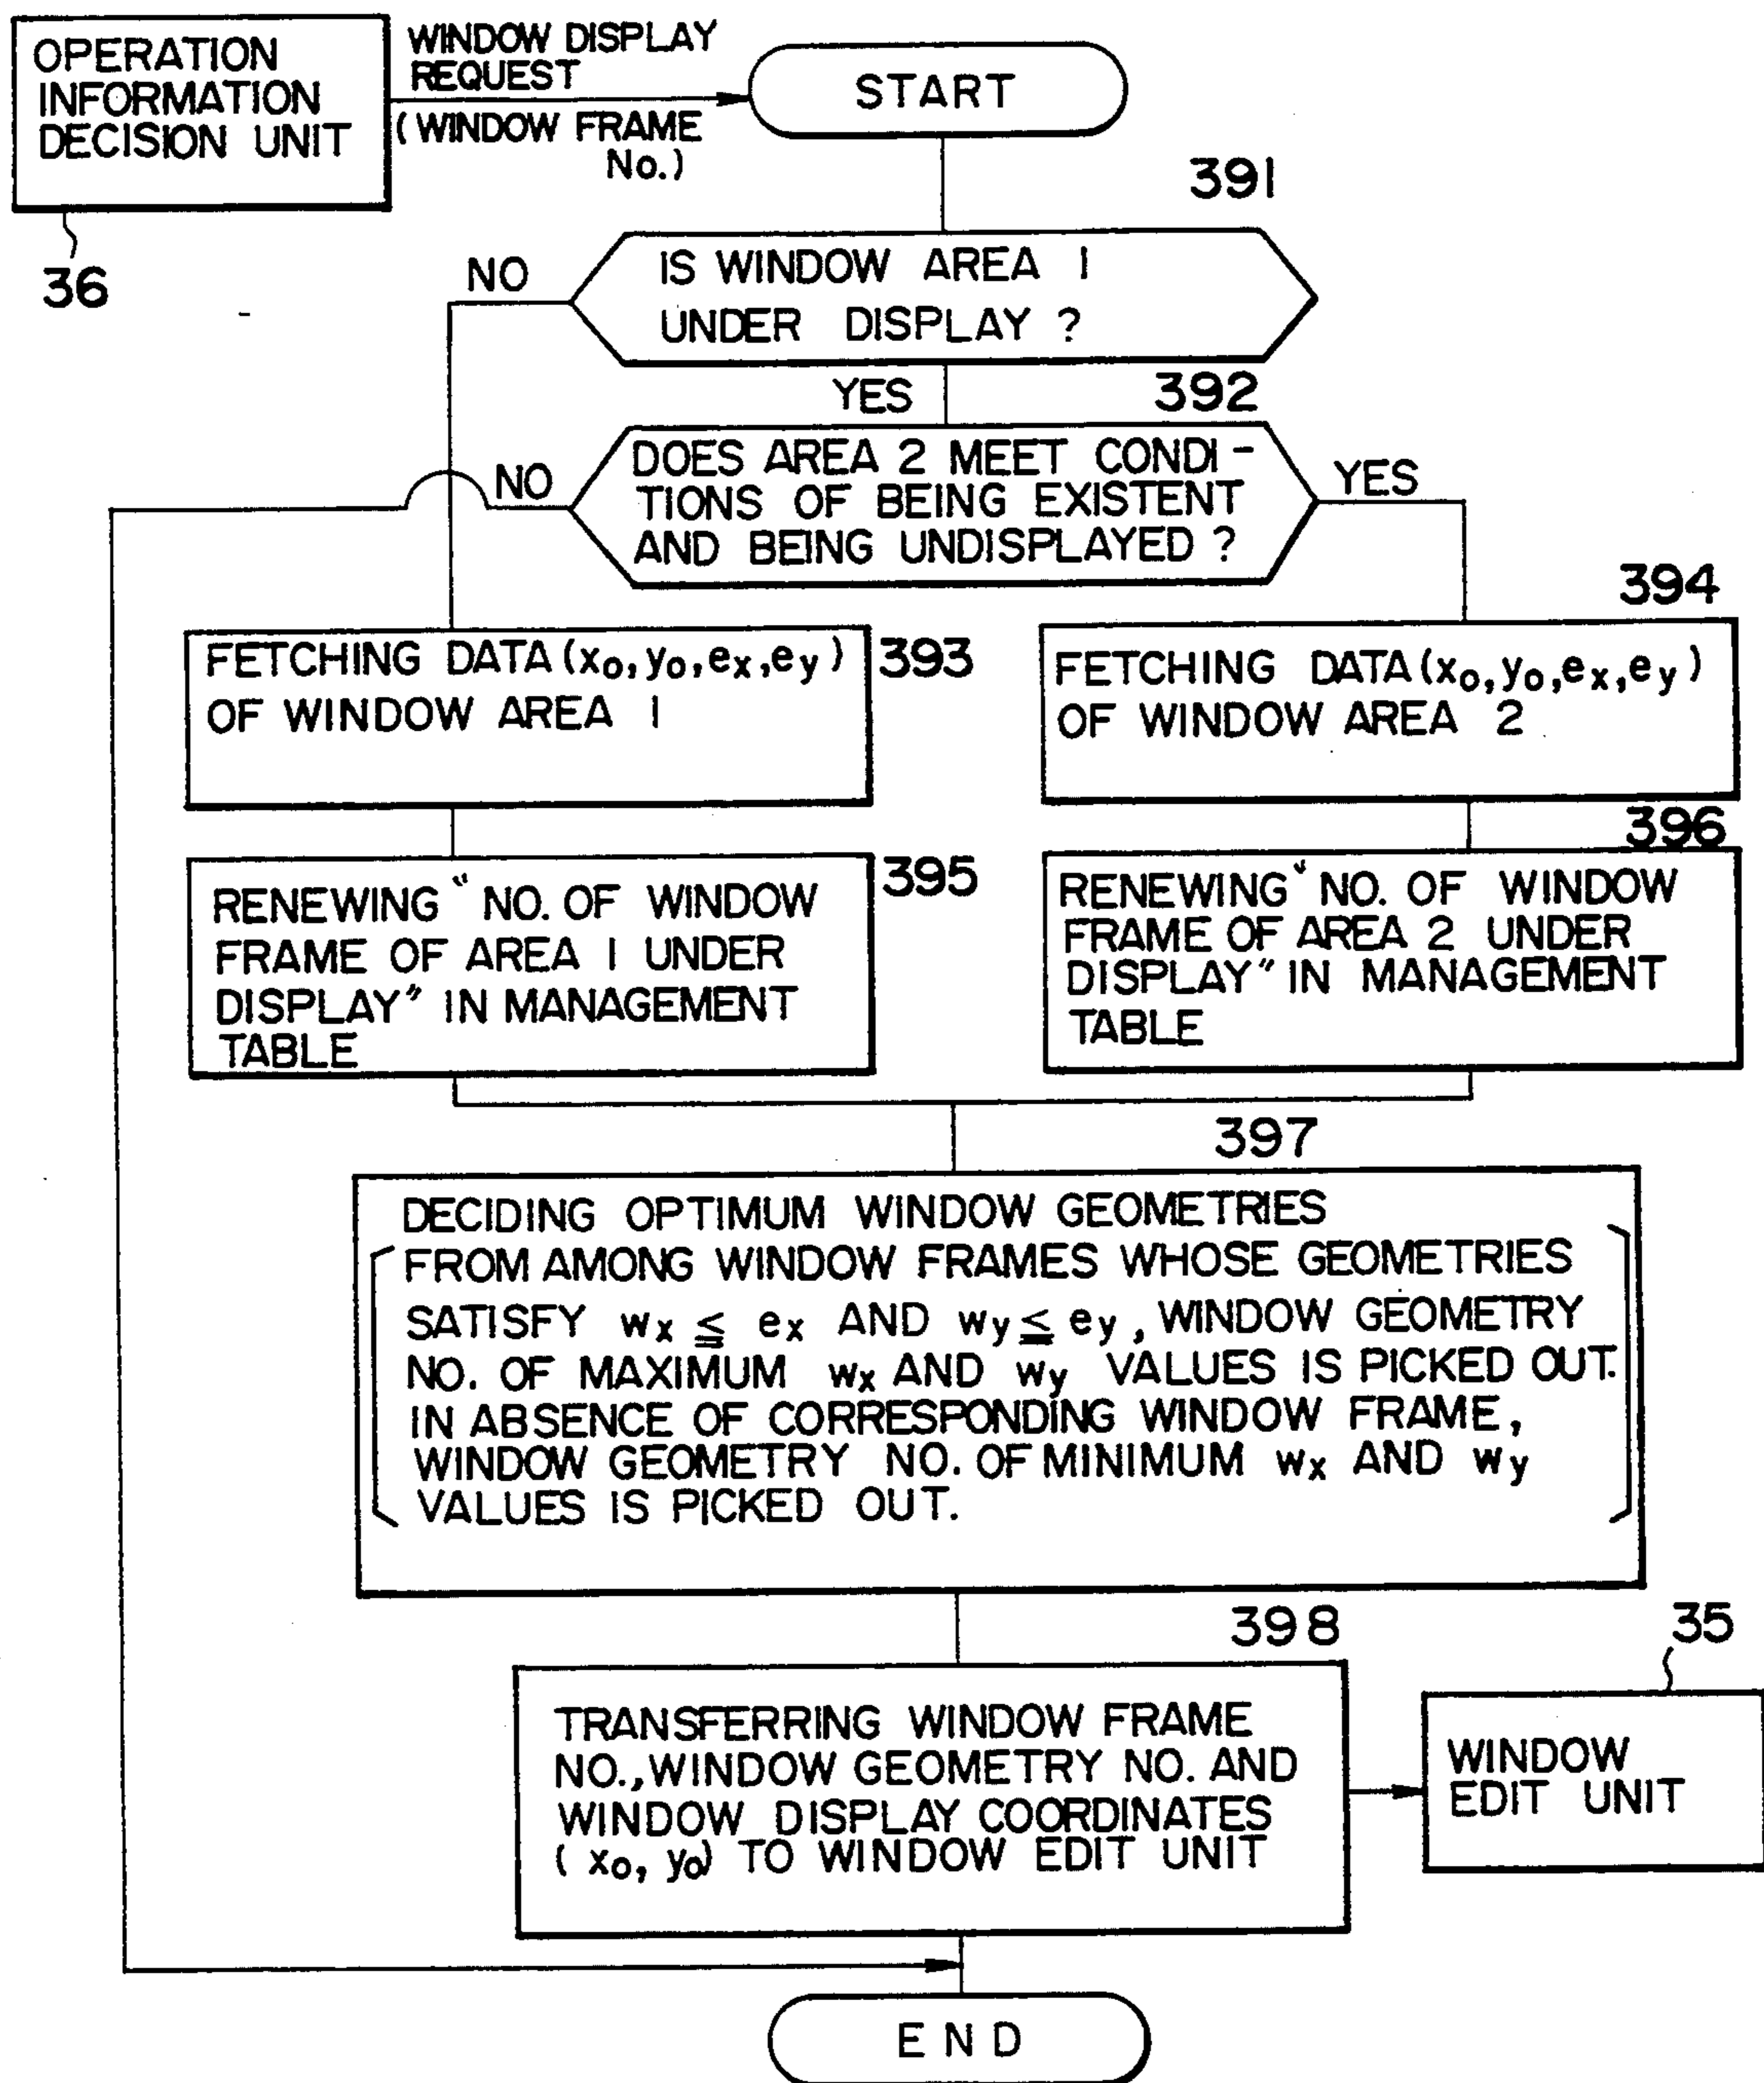 OPERATION
INFORMATION
DECISION UNIT
36
WINDOW DISPLAY
REQUEST
(WINDOW FRAME
No.)
START
391
IS WINDOW AREA 1
UNDER DISPLAY ?
NO
YES
392
DOES AREA 2 MEET CONDI-
TIONS OF BEING EXISTENT
AND BEING UNDISPLAYED ?
NO
YES
393
FETCHING DATA (x₀, y₀, eₓ, e_y)
OF WINDOW AREA 1
394
FETCHING DATA (x₀, y₀, eₓ, e_y)
OF WINDOW AREA 2
395
RENEWING "NO. OF WINDOW
FRAME OF AREA 1 UNDER
DISPLAY" IN MANAGEMENT
TABLE
396
RENEWING "NO. OF WINDOW
FRAME OF AREA 2 UNDER
DISPLAY" IN MANAGEMENT
TABLE
397
DECIDING OPTIMUM WINDOW GEOMETRIES
FROM AMONG WINDOW FRAMES WHOSE GEOMETRIES
SATISFY wₓ ≦ eₓ AND w_y ≦ e_y, WINDOW GEOMETRY
NO. OF MAXIMUM wₓ AND w_y VALUES IS PICKED OUT.
IN ABSENCE OF CORRESPONDING WINDOW FRAME,
WINDOW GEOMETRY NO. OF MINIMUM wₓ AND w_y
VALUES IS PICKED OUT.
398
TRANSFERRING WINDOW FRAME
NO., WINDOW GEOMETRY NO. AND
WINDOW DISPLAY COORDINATES
(x₀, y₀) TO WINDOW EDIT UNIT
35
WINDOW
EDIT UNIT
END